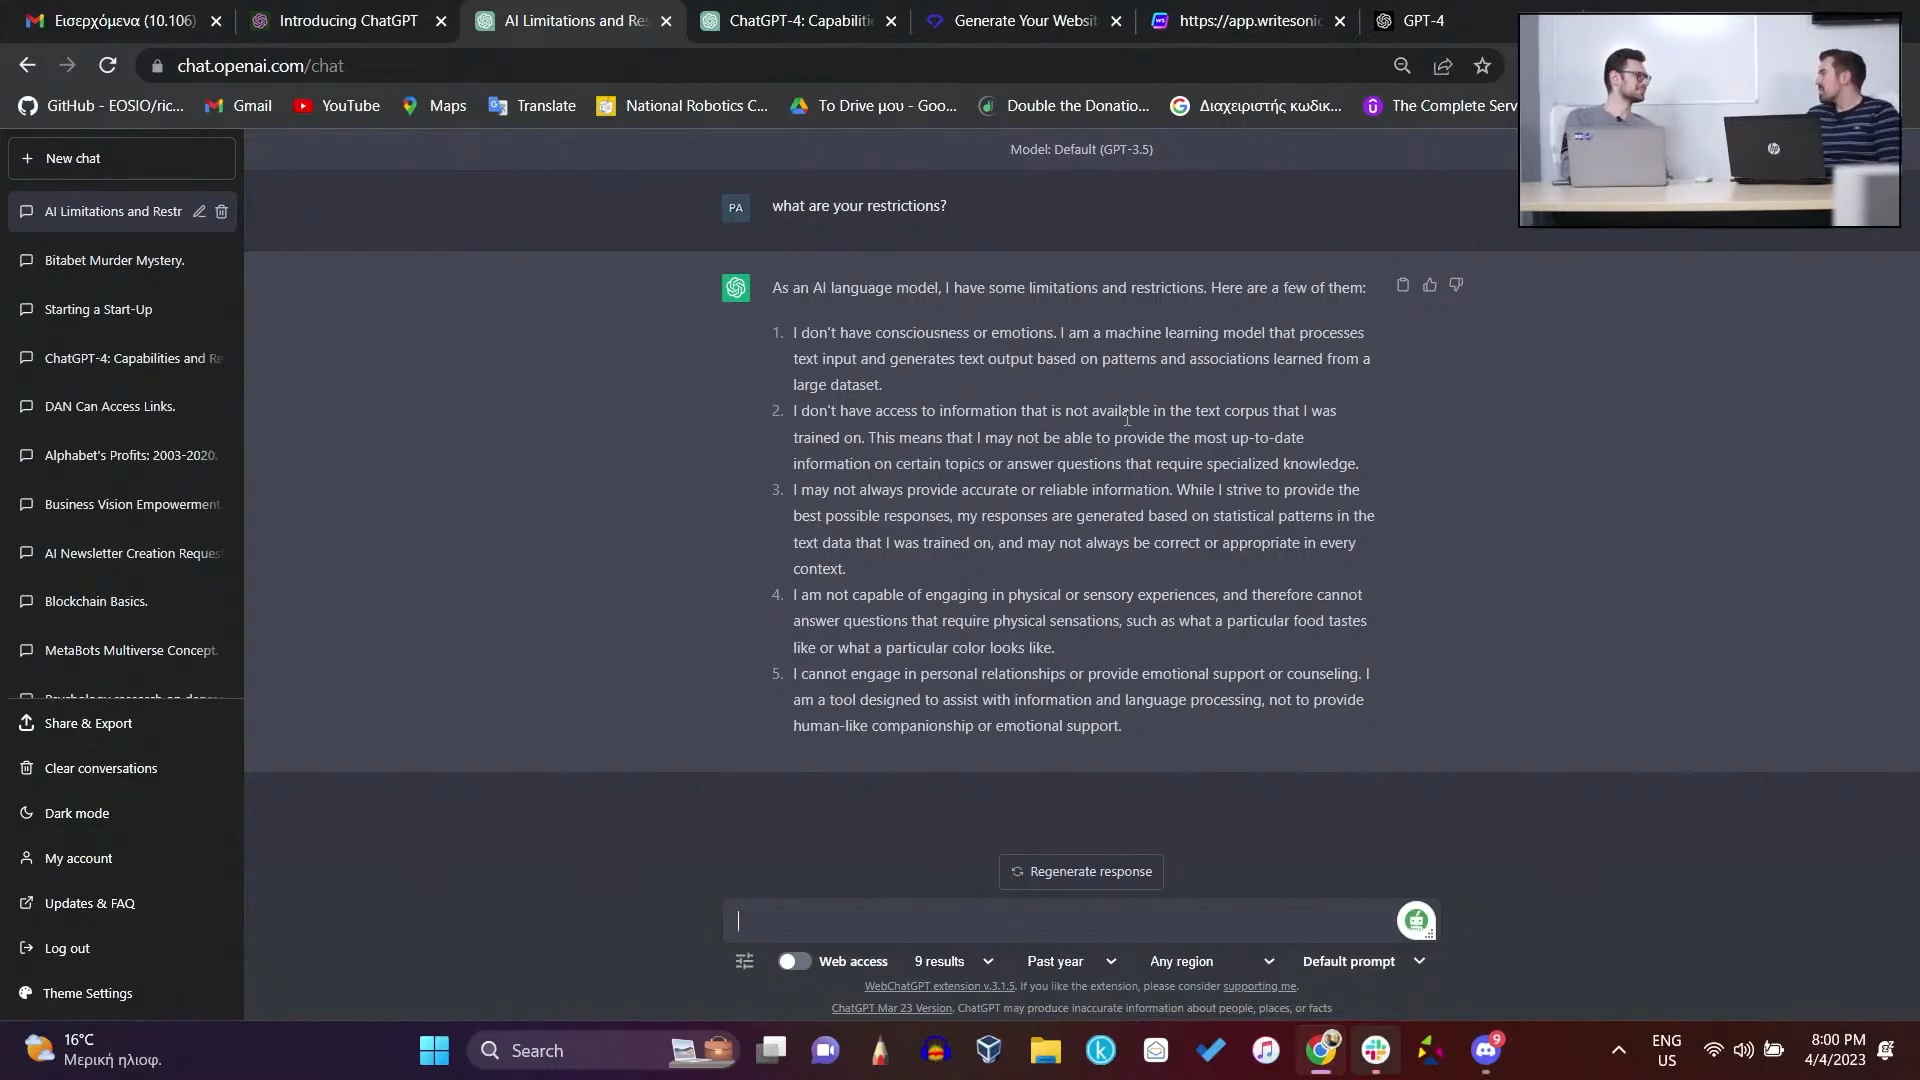 Εισερχόμενα (10.106)
Introducing ChatGPT
AI Limitations and Res
ChatGPT-4: Capabiliti
Generate Your Websit
https://app.writesonic
GPT-4
chat.openai.com/chat
GitHub - EOSIO/ric...
Gmail
YouTube
Maps
Translate
National Robotics C...
Το Drive μου - Goo...
Double the Donatio...
Διαχειριστής κωδικ...
The Complete Serv
New chat
AI Limitations and Restr
Bitabet Murder Mystery.
Starting a Start-Up
ChatGPT-4: Capabilities and Re
DAN Can Access Links.
Alphabet's Profits: 2003-2020.
Business Vision Empowerment
AI Newsletter Creation Reques
Blockchain Basics.
MetaBots Multiverse Concept.
Share & Export
Clear conversations
Dark mode
My account
Updates & FAQ
Log out
Theme Settings
Model: Default (GPT-3.5)
PA
what are your restrictions?
As an AI language model, I have some limitations and restrictions. Here are a few of them:
1. I don't have consciousness or emotions. I am a machine learning model that processes
text input and generates text output based on patterns and associations learned from a
large dataset.
2. I don't have access to information that is not available in the text corpus that I was
trained on. This means that I may not be able to provide the most up-to-date
information on certain topics or answer questions that require specialized knowledge.
3. I may not always provide accurate or reliable information. While I strive to provide the
best possible responses, my responses are generated based on statistical patterns in the
text data that I was trained on, and may not always be correct or appropriate in every
context.
4. I am not capable of engaging in physical or sensory experiences, and therefore cannot
answer questions that require physical sensations, such as what a particular food tastes
like or what a particular color looks like.
5. I cannot engage in personal relationships or provide emotional support or counseling. I
am a tool designed to assist with information and language processing, not to provide
human-like companionship or emotional support.
Regenerate response
Web access
9 results
Past year
Any region
Default prompt
WebChatGPT extension v.3.1.5. If you like the extension, please consider supporting me.
ChatGPT Mar 23 Version. ChatGPT may produce inaccurate information about people, places, or facts
16°C
Μερική ηλιοφ.
Search
9
ENG
US
8:00 PM
4/4/2023